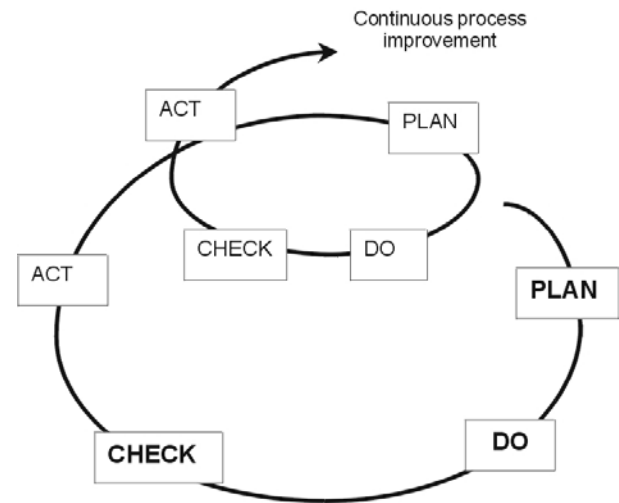 Continuous process
improvement
ACT
PLAN
CHECK
DO
ACT
PLAN
CHECK
DO